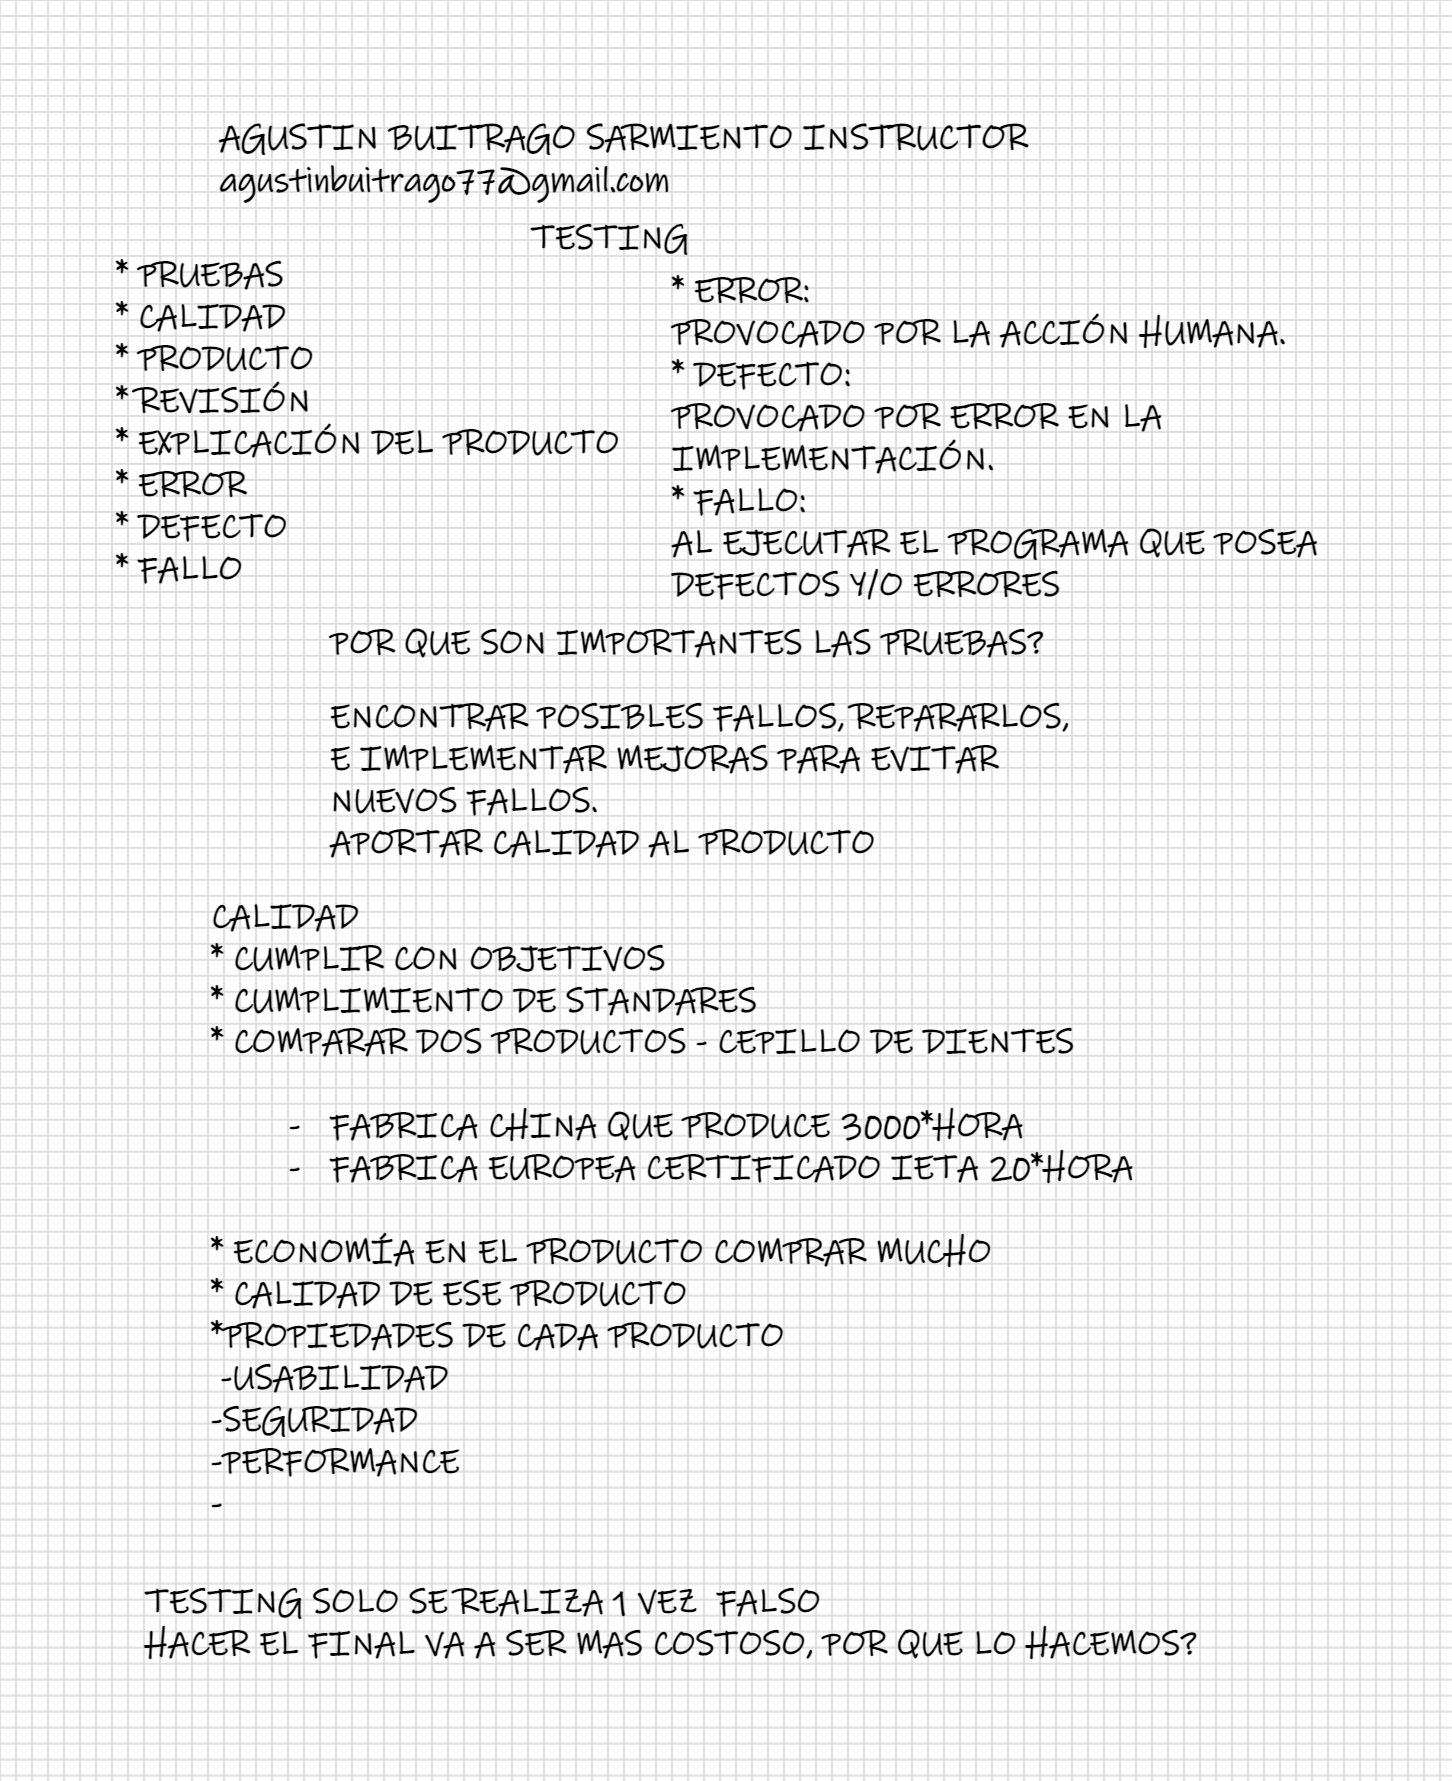 AGUSTIN BUITRAGO SARMIENTO INSTRUCTOR
agustinbuitrago77@gmail.com
TESTING
* PRUEBAS
* CALIDAD
* PRODUCTO
* REVISIÓN
* EXPLICACIÓN DEL PRODUCTO
* ERROR
* DEFECTO
* FALLO
* ERROR:
PROVOCADO POR LA ACCIÓN HUMANA.
* DEFECTO:
PROVOCADO POR ERROR EN LA
IMPLEMENTACIÓN.
* FALLO:
AL EJECUTAR EL PROGRAMA QUE POSEA
DEFECTOS Y/O ERRORES
POR QUE SON IMPORTANTES LAS PRUEBAS?
ENCONTRAR POSIBLES FALLOS, REPARARLOS,
E IMPLEMENTAR MEJORAS PARA EVITAR
NUEVOS FALLOS.
APORTAR CALIDAD AL PRODUCTO
CALIDAD
* CUMPLIR CON OBJETIVOS
* CUMPLIMIENTO DE STANDARES
* COMPARAR DOS PRODUCTOS - CEPILLO DE DIENTES
- FABRICA CHINA QUE PRODUCE 3000*HORA
- FABRICA EUROPEA CERTIFICADO IETA 20*HORA
* ECONOMÍA EN EL PRODUCTO COMPRAR MUCHO
* CALIDAD DE ESE PRODUCTO
*PROPIEDADES DE CADA PRODUCTO
-USABILIDAD
-SEGURIDAD
-PERFORMANCE
-
TESTING SOLO SE REALIZA 1 VEZ FALSO
HACER EL FINAL VA A SER MAS COSTOSO, POR QUE LO HACEMOS?